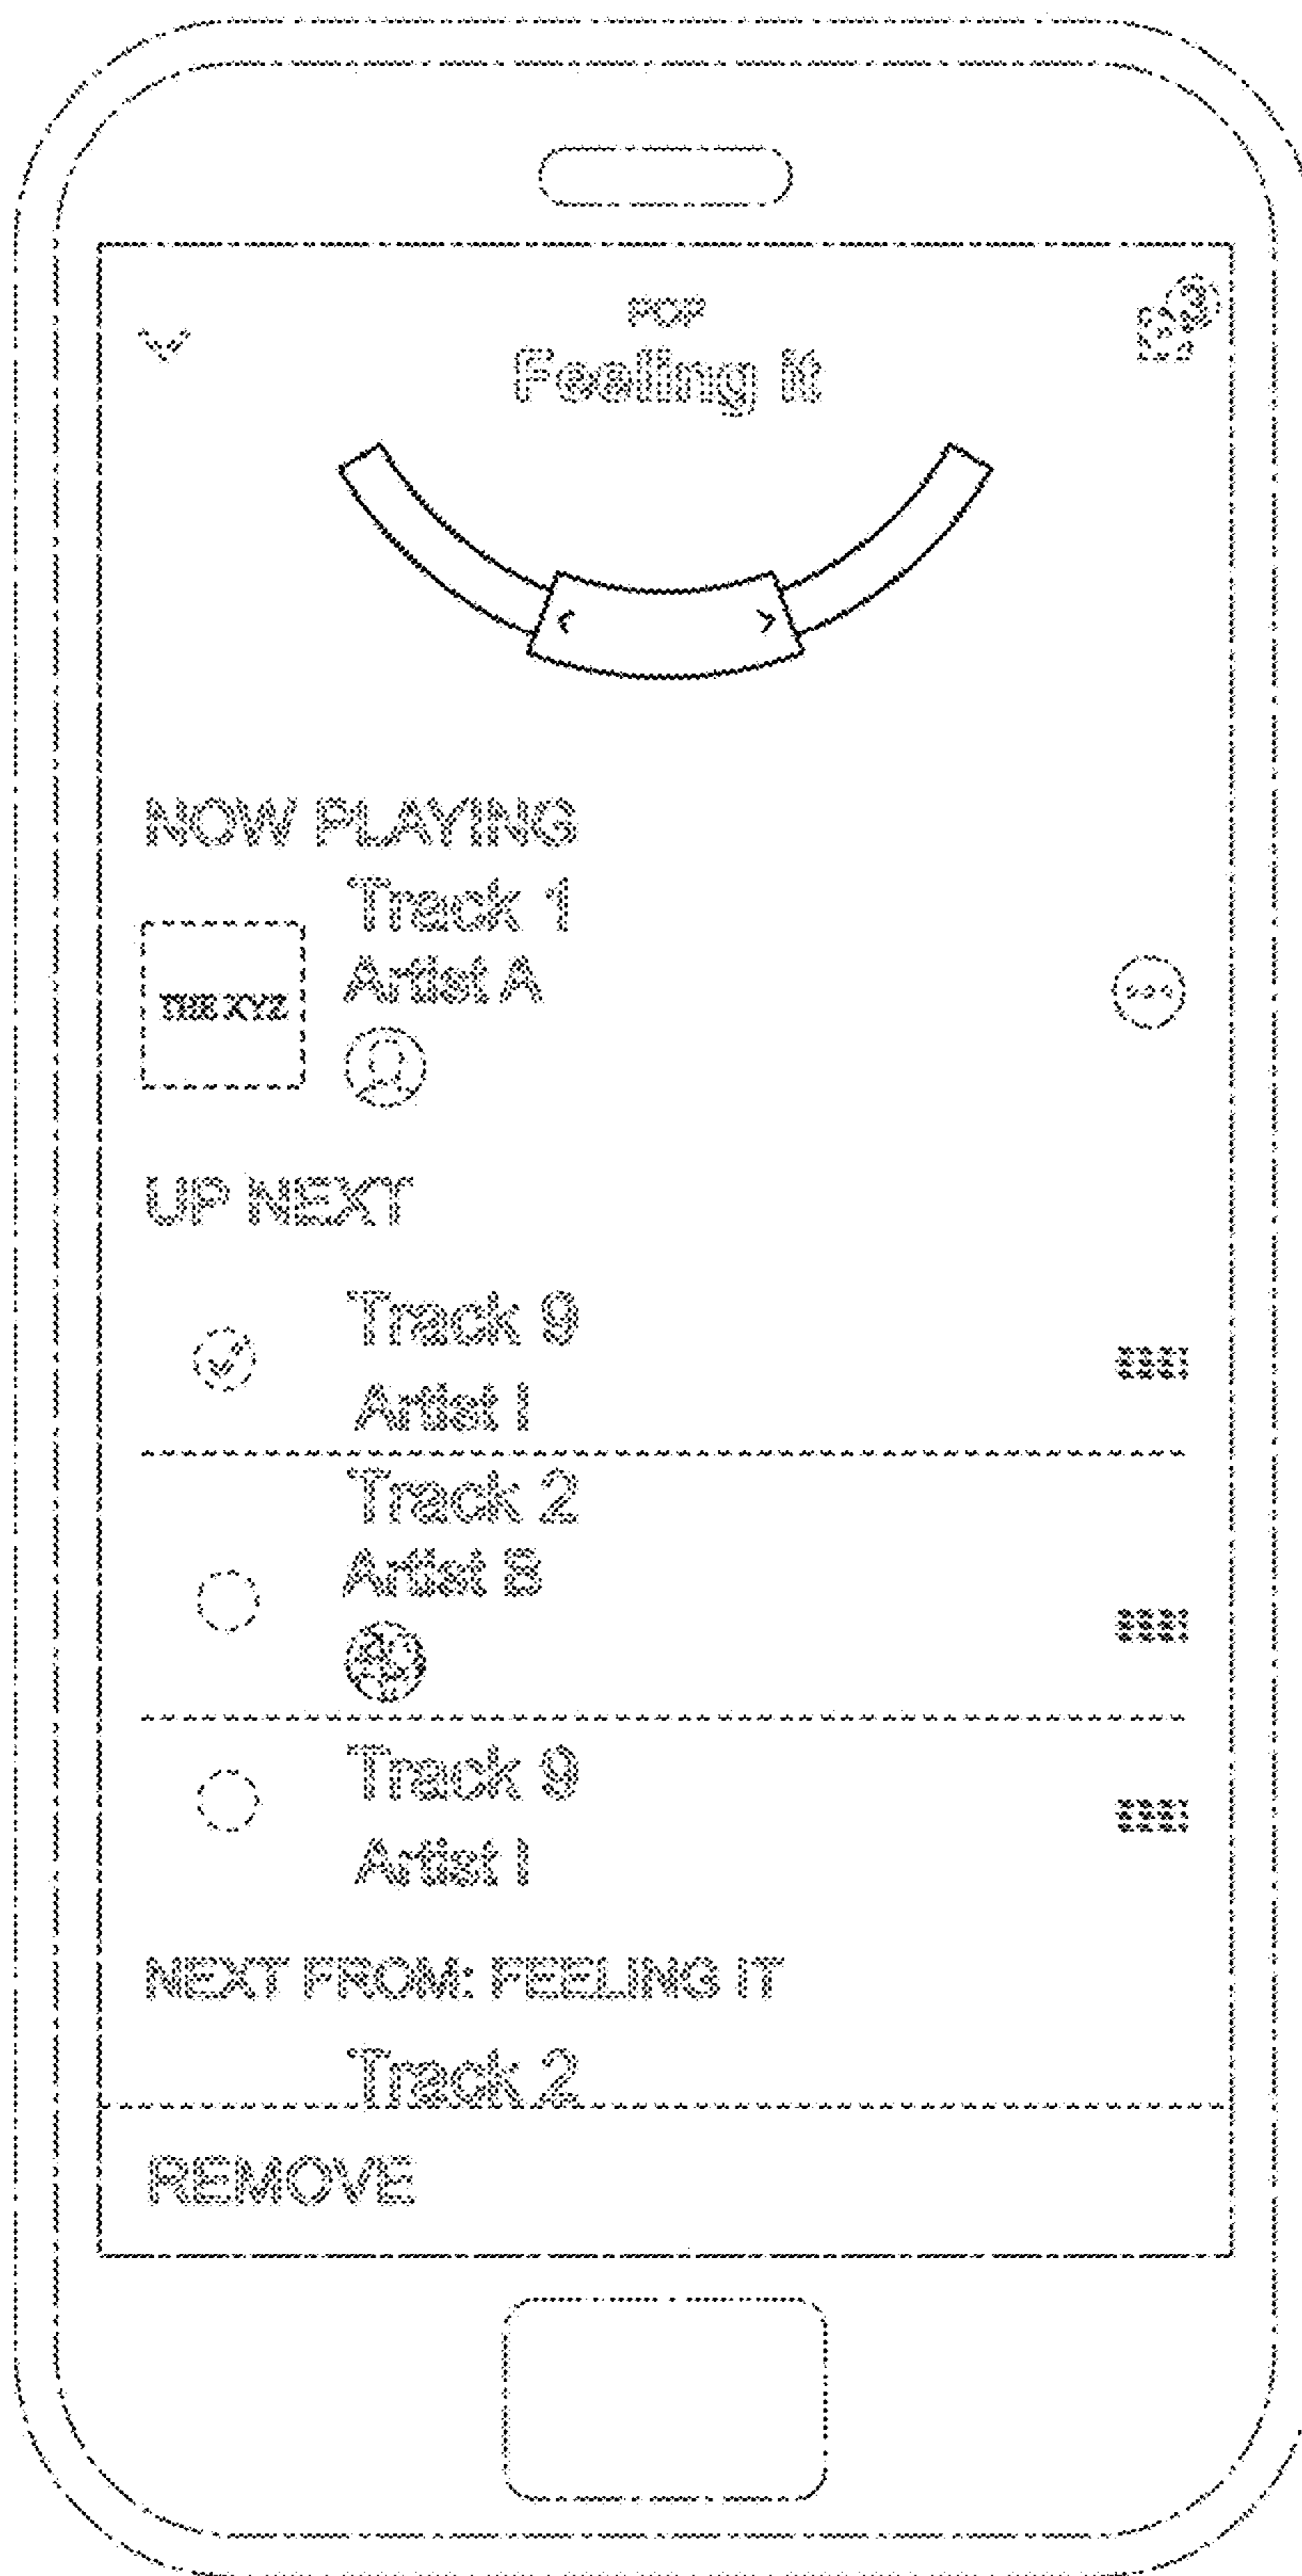 POP
3
Feeling it
NOW PLAYING
Track 1
Artist A
THE XYZ
UP NEXT
Track 9
Artist I
Track 2
Artist B
Track 9
Artist I
NEXT FROM: FEELING IT
Track 2
REMOVE